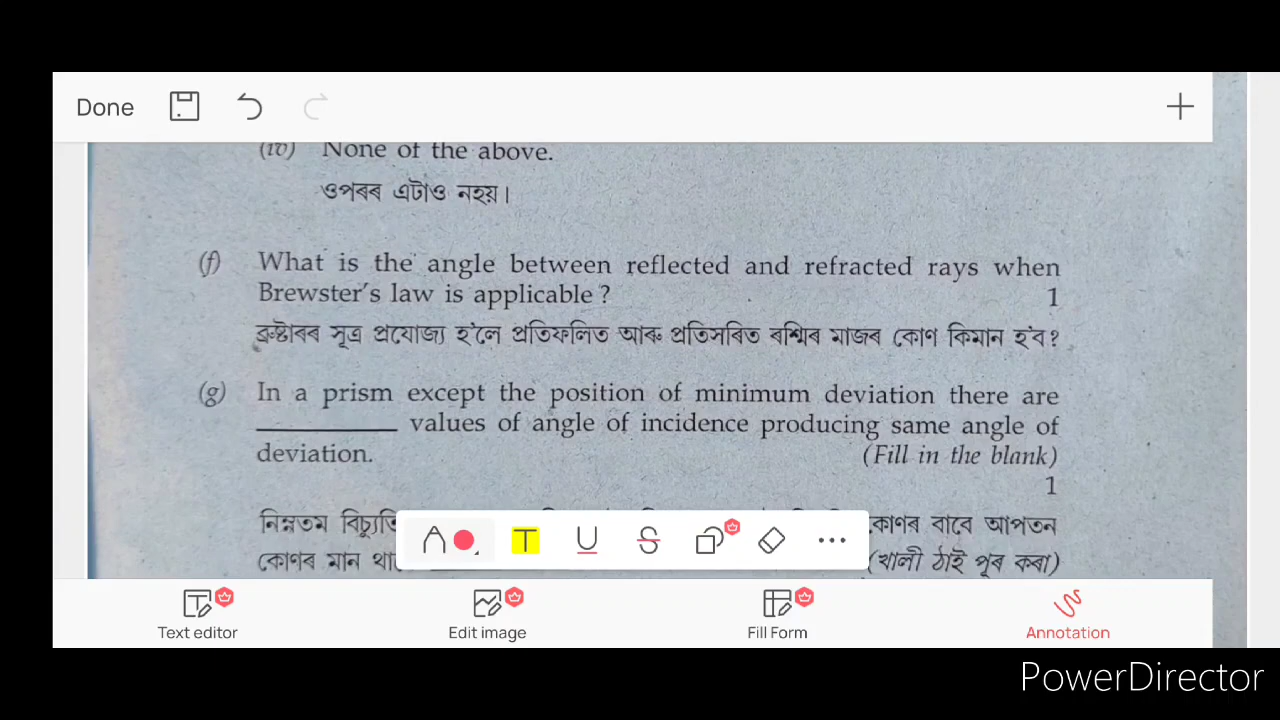 Done
(iv) None of the above.
ওপৰৰ এটাও নহয়।
(f) What is the angle between reflected and refracted rays when
Brewster's law is applicable ? 1
ব্ৰুষ্টাৰৰ সূত্ৰ প্ৰযোজ্য হ'লে প্ৰতিফলিত আৰু প্ৰতিসৰিত ৰশ্মিৰ মাজৰ কোণ কিমান হ'ব?
(g) In a prism except the position of minimum deviation there are
__________ values of angle of incidence producing same angle of
deviation. (Fill in the blank)
1
নিম্নতম কোণৰ বাবে আপতন
কোণৰ মান (খালী ঠাই পূৰ কৰা)
Text editor
Edit image
Fill Form
Annotation
PowerDirector